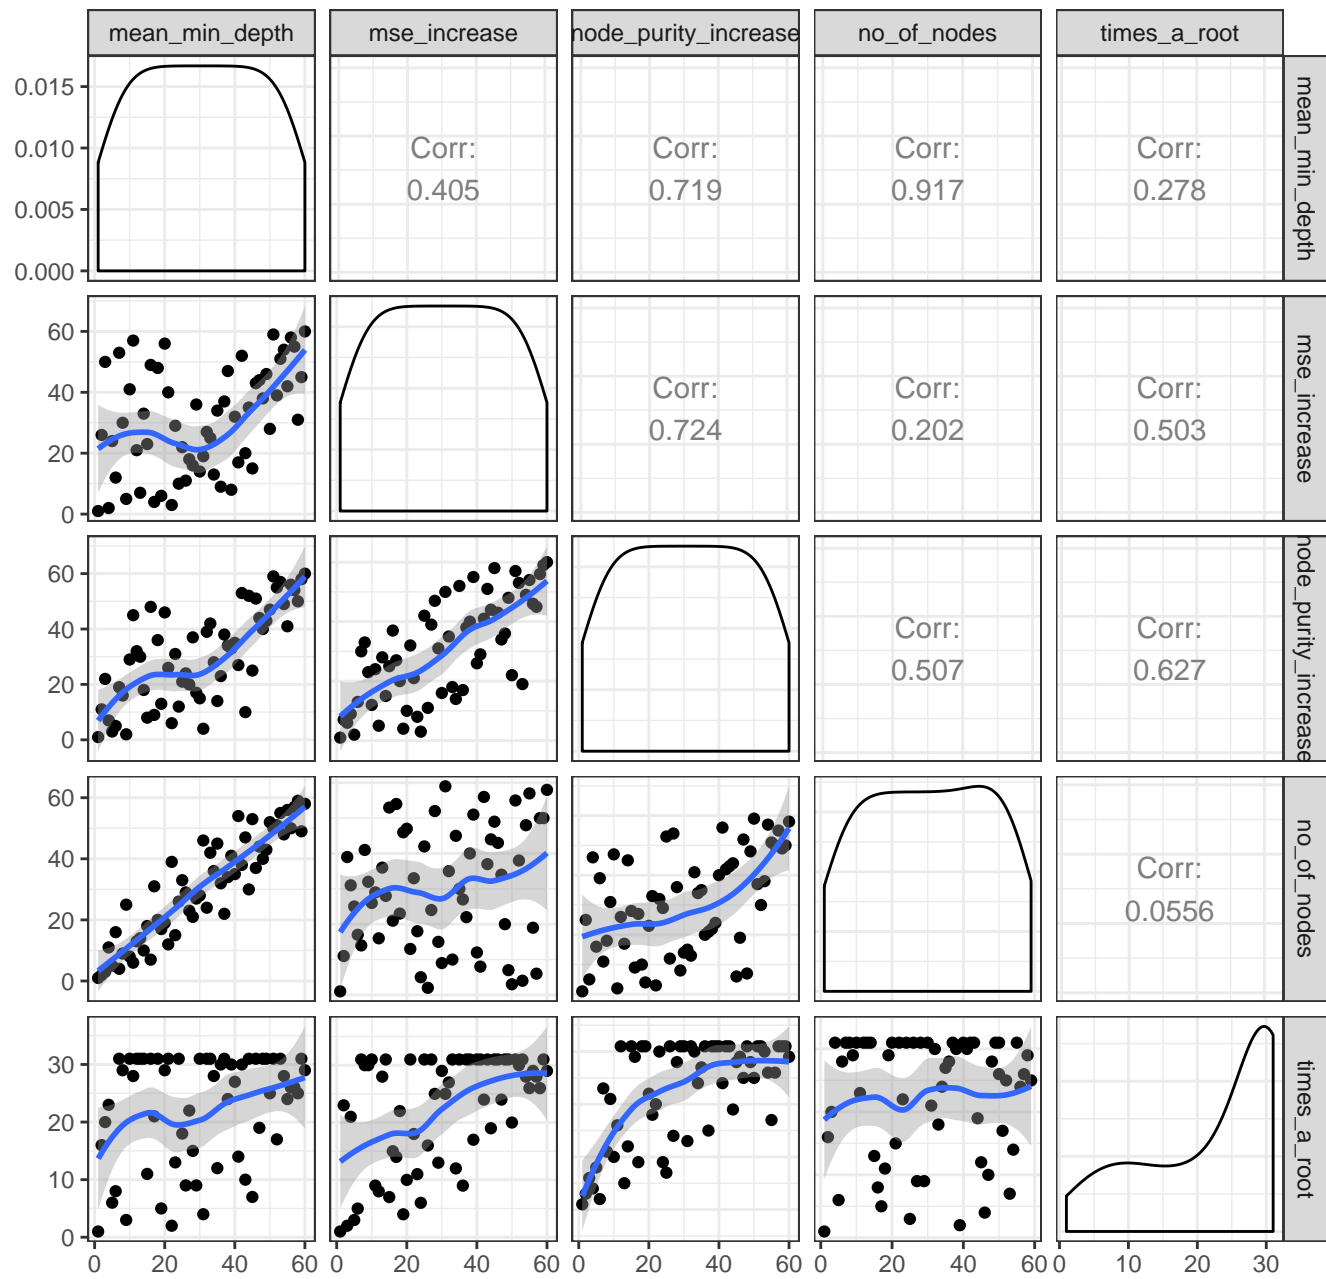 mean_min_depth mse_increase node_purity_increase no_of_nodes times_a_root
0.015
0.010
0.005
0.000
Corr:
0.405
Corr:
0.719
Corr:
0.917
Corr:
0.278
mean_min_depth
60
40
20
0
Corr:
0.724
Corr:
0.202
Corr:
0.503
mse_increase
60
40
20
0
Corr:
0.507
Corr:
0.627
node_purity_increase
60
40
20
0
Corr:
0.0556
no_of_nodes
30
20
10
0
times_a_root
0 20 40 60 0 20 40 60 0 20 40 60 0 20 40 60 0 10 20 30